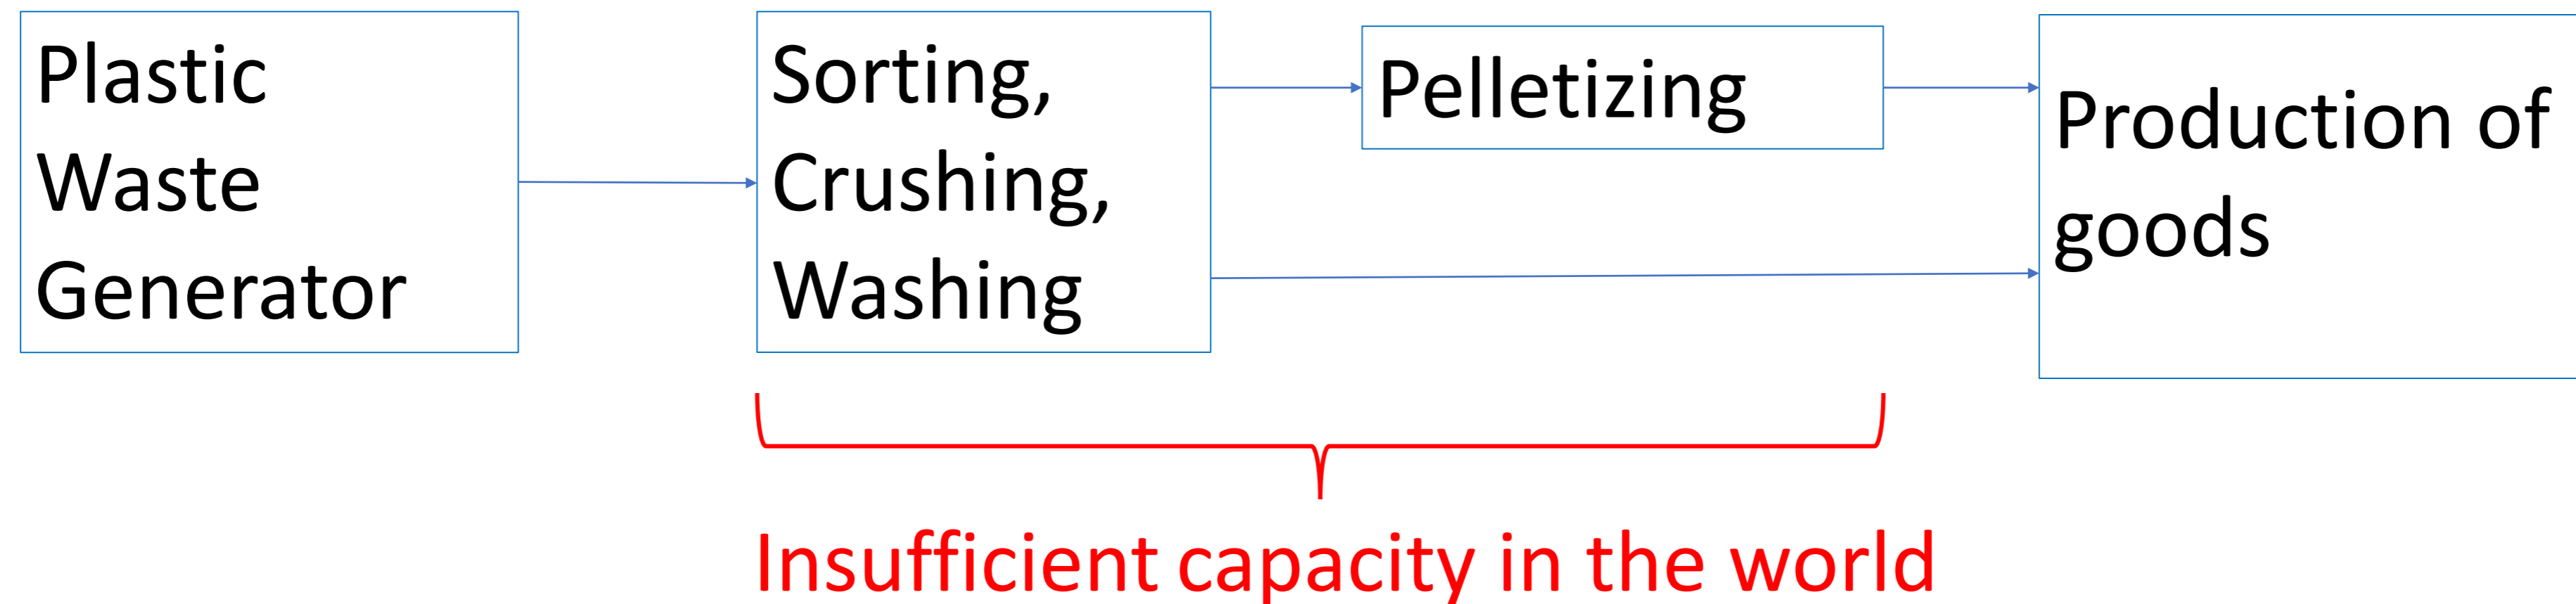 Plastic
Waste
Generator
Sorting,
Crushing,
Washing
Pelletizing
Production of
goods
Insufficient capacity in the world